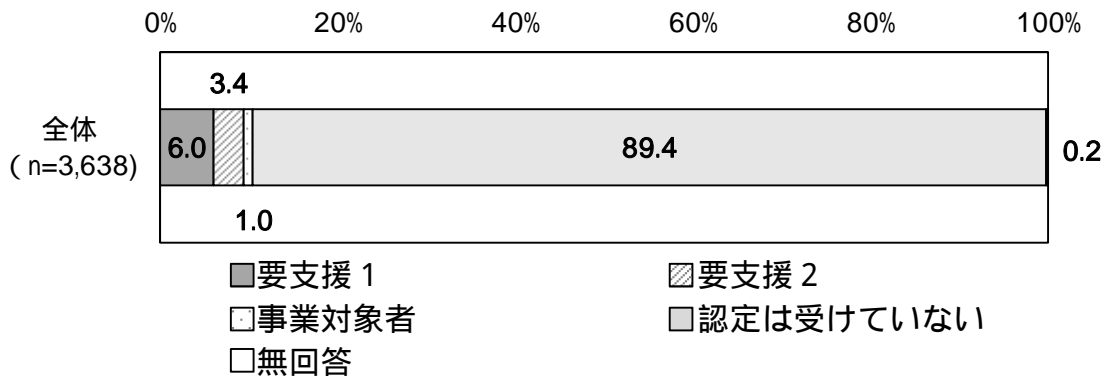 0% 20% 40% 60% 80% 100%
3.4
全体
(n=3,638)
6.0 89.4 0.2
1.0
要支援1 要支援2
事業対象者 認定は受けていない
無回答